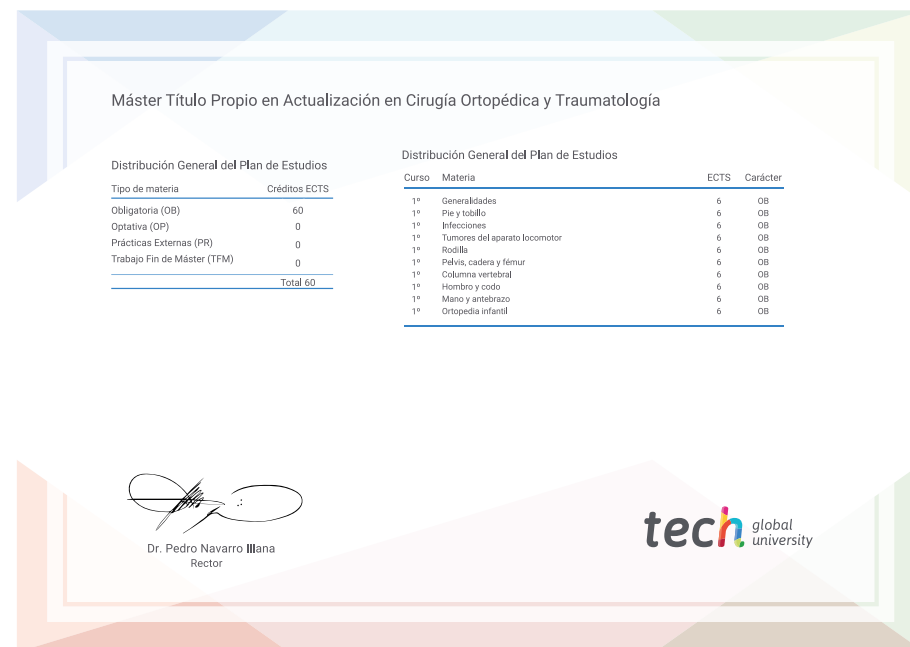 Máster Título Propio en Actualización en Cirugía Ortopédica y Traumatología
Distribución General del Plan de Estudios
Tipo de materia Créditos ECTS
Obligatoria (OB) 60
Optativa (OP) 0
Prácticas Externas (PR) 0
Trabajo Fin de Máster (TFM) 0
Total 60
Distribución General del Plan de Estudios
Curso Materia ECTS Carácter
1º Generalidades 6 OB
1º Pie y tobillo 6 OB
1º Infecciones 6 OB
1º Tumores del aparato locomotor 6 OB
1º Rodilla 6 OB
1º Pelvis, cadera y fémur 6 OB
1º Columna vertebral 6 OB
1º Hombro y codo 6 OB
1º Mano y antebrazo 6 OB
1º Ortopedia infantil 6 OB
Dr. Pedro Navarro Illana
Rector
tech global
university